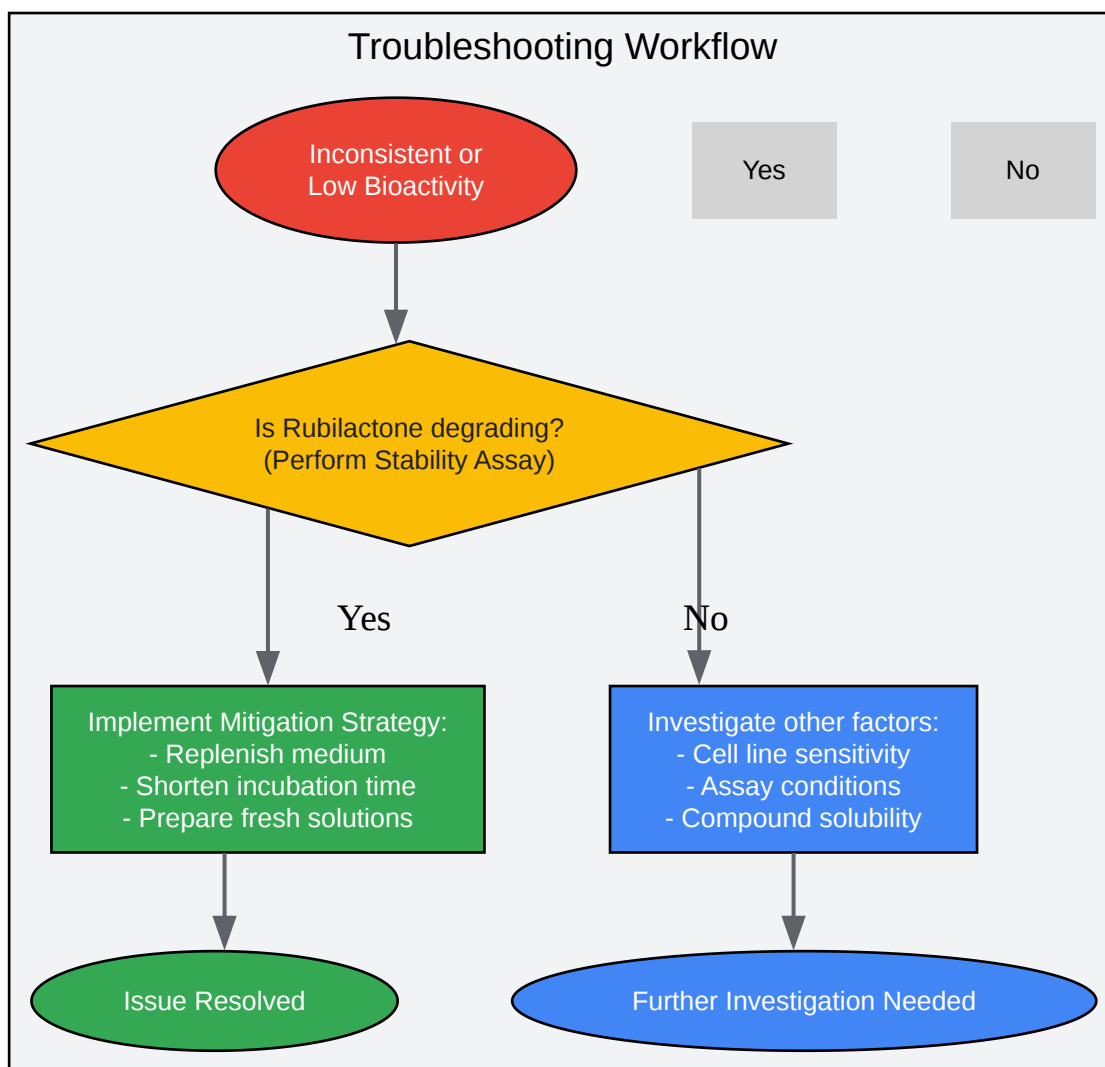 Troubleshooting Workflow
Inconsistent or
Low Bioactivity
Yes
No
Is Rubilactone degrading?
(Perform Stability Assay)
Yes
No
Implement Mitigation Strategy:
- Replenish medium
- Shorten incubation time
- Prepare fresh solutions
Investigate other factors:
- Cell line sensitivity
- Assay conditions
- Compound solubility
Issue Resolved
Further Investigation Needed